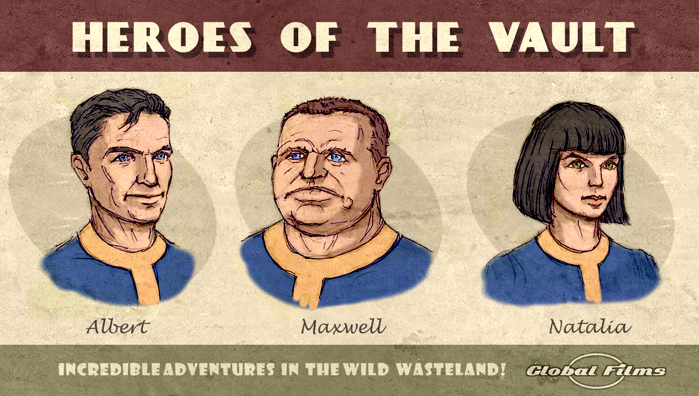 HEROES OF THE VAULT
Albert Maxwell Natalia
INCREDIBLE ADVENTURES IN THE WILD WASTELAND! Global Films